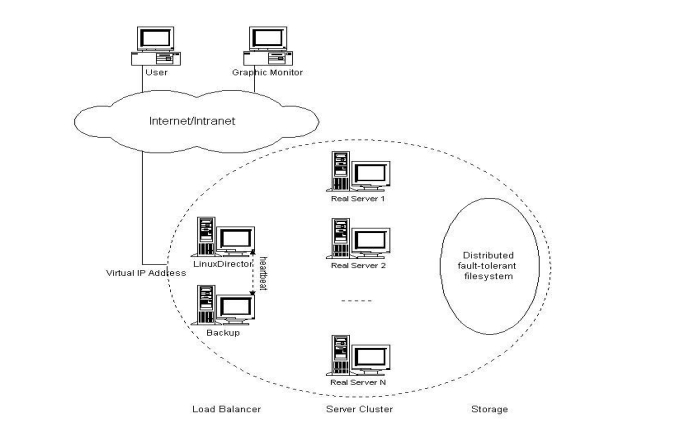 User
Graphic Monitor
Internet/Intranet
Real Server 1
LinuxDirector
heartbeat
Real Server 2
Virtual IP Address
Distributed
fault-tolerant
filesystem
Backup
Real Server N
Load Balancer
Server Cluster
Storage